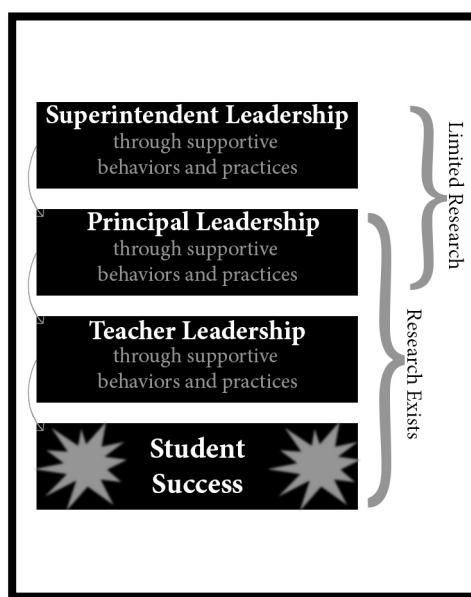 Superintendent Leadership
through supportive
behaviors and practices
Principal Leadership
through supportive
behaviors and practices
Teacher Leadership
through supportive
behaviors and practices
Student
Success
Limited Research
Research Exists